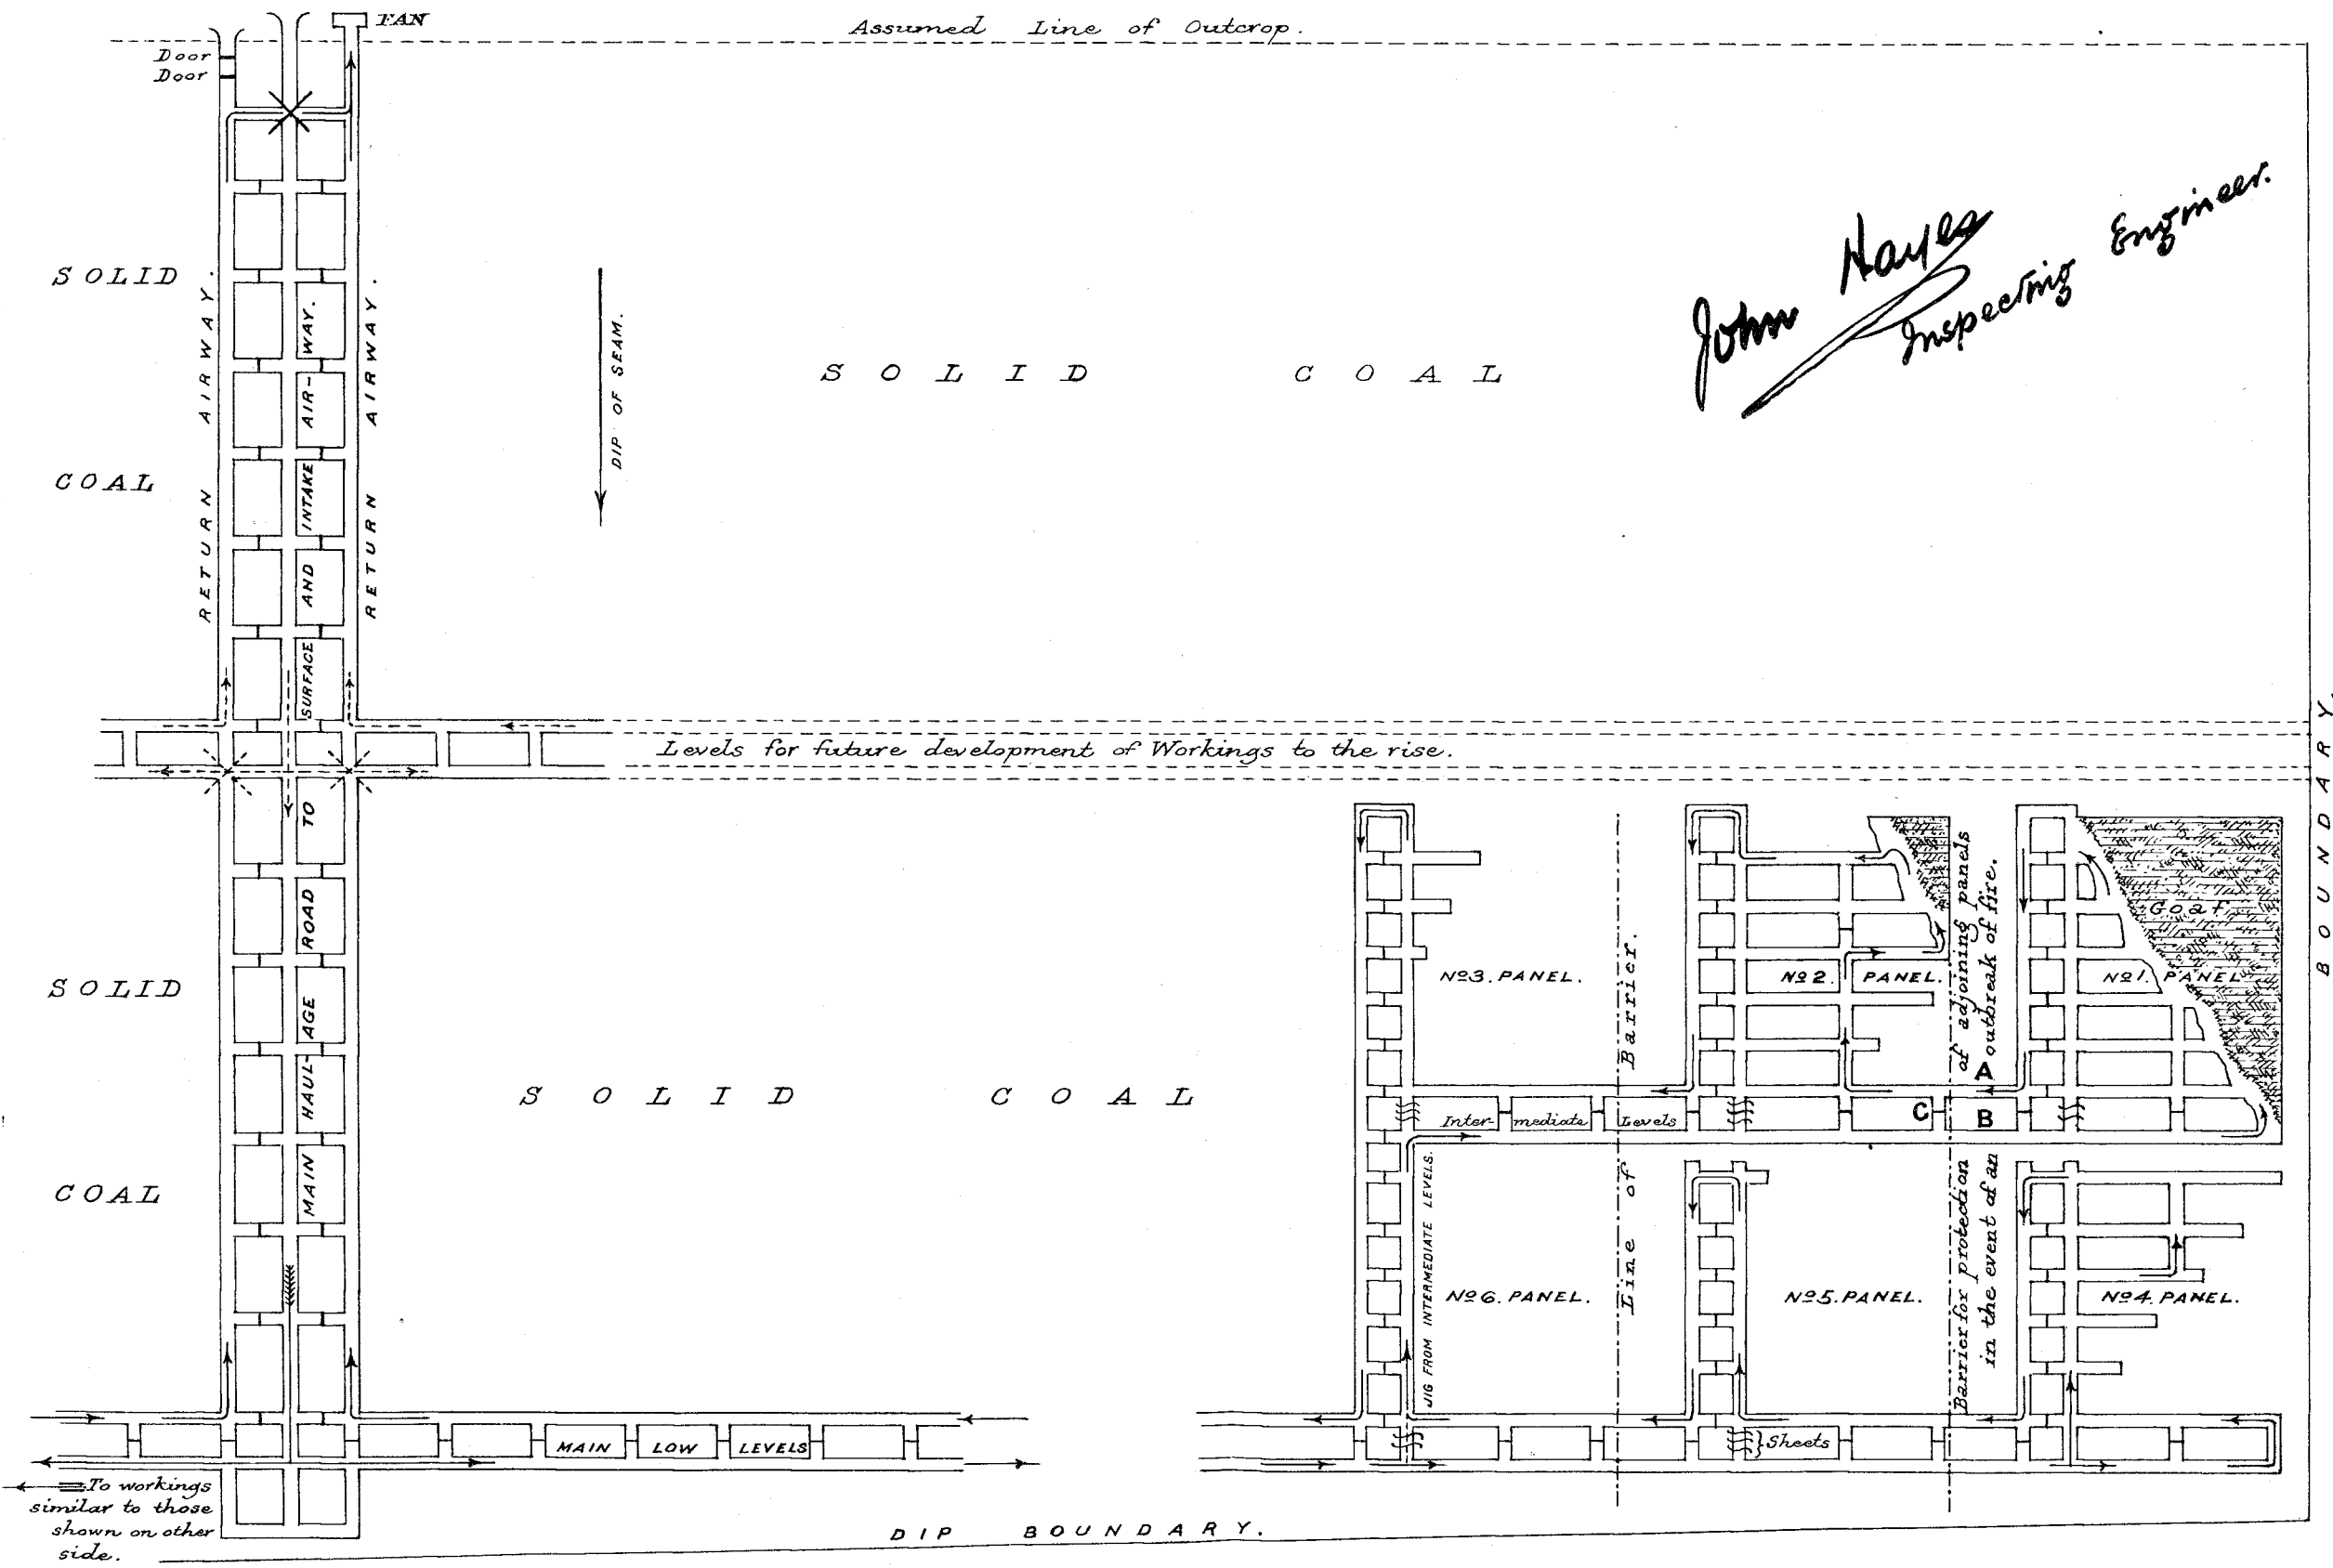 FAN
Assumed Line of Outcrop.
Door
Door
John Hayes
Inspecting Engineer.
SOLID
COAL
RETURN AIRWAY.
MAIN HAUL-AGE ROAD TO SURFACE AND INTAKE AIR-WAY.
RETURN AIRWAY.
DIP OF SEAM.
SOLID COAL
BOUNDARY.
Levels for future development of Workings to the rise.
No3. PANEL.
No2. PANEL.
No1. PANEL
Goaf
Line of Barrier.
Barrier for protection of adjoining panels
in the event of an outbreak of fire.
A
B
C
Inter-mediate Levels
SOLID
COAL
SOLID COAL
JIG FROM INTERMEDIATE LEVELS.
No6. PANEL.
No5. PANEL.
No4. PANEL.
MAIN LOW LEVELS
Sheets
To workings
similar to those
shown on other
side.
DIP BOUNDARY.